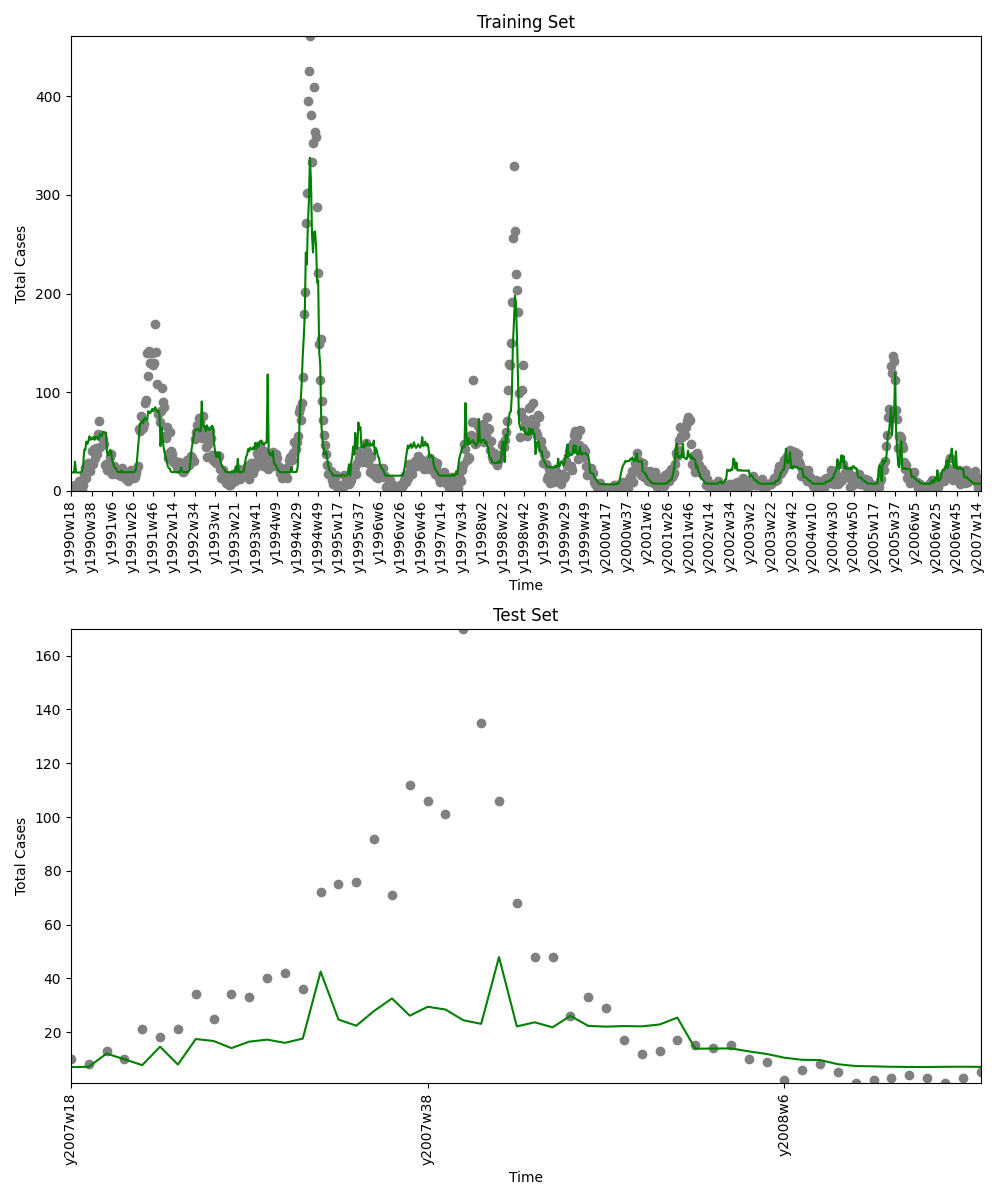 Training Set
Total Cases
400
300
200
100
0
y1990w18
y1990w38
y1991w6
y1991w26
y1991w46
y1992w14
y1992w34
y1993w1
y1993w21
y1993w41
y1994w9
y1994w29
y1994w49
y1995w17
y1995w37
y1996w6
y1996w26
y1996w46
y1997w14
y1997w34
y1998w2
y1998w22
y1998w42
y1999w9
y1999w29
y1999w49
y2000w17
y2000w37
y2001w6
y2001w26
y2001w46
y2002w14
y2002w34
y2003w2
y2003w22
y2003w42
y2004w10
y2004w30
y2004w50
y2005w17
y2005w37
y2006w5
y2006w25
y2006w45
y2007w14
Time
Test Set
Total Cases
160
140
120
100
80
60
40
20
y2007w18
y2007w38
y2008w6
Time